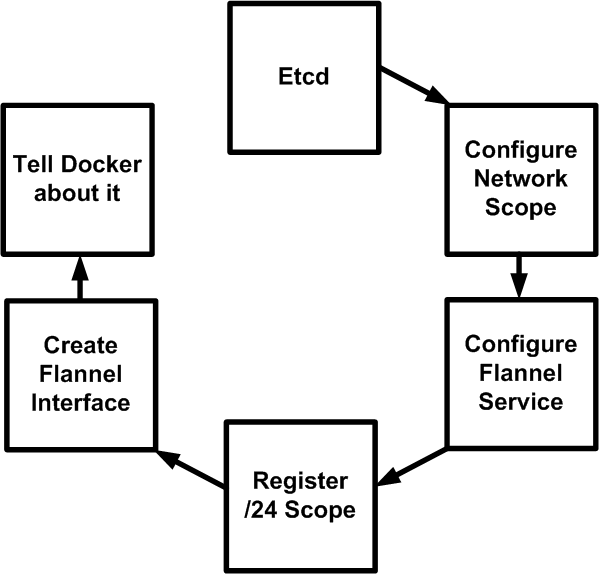 Etcd
Configure
Network
Scope
Configure
Flannel
Service
Register
/24 Scope
Create
Flannel
Interface
Tell Docker
about it